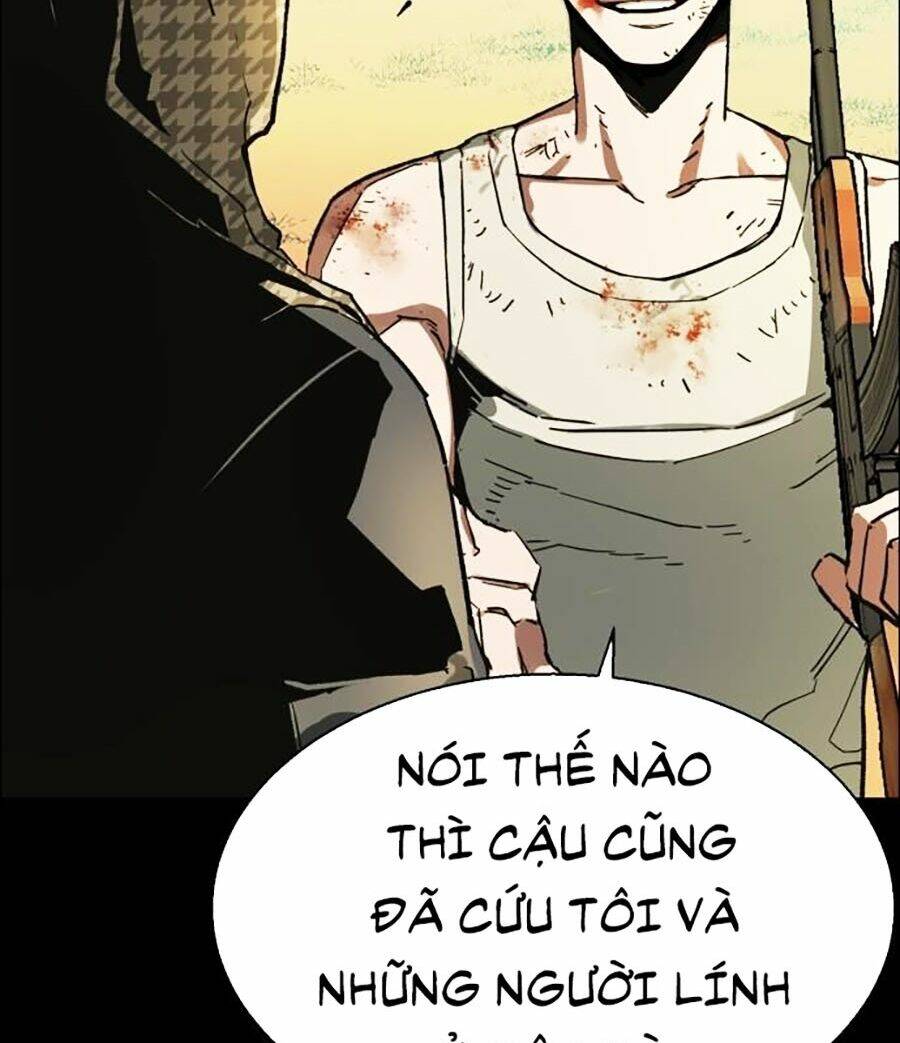 NÓI THẾ NÀO
THÌ CẬU CŨNG
ĐÃ CỨU TÔI VÀ
NHỮNG NGƯỜI LÍNH